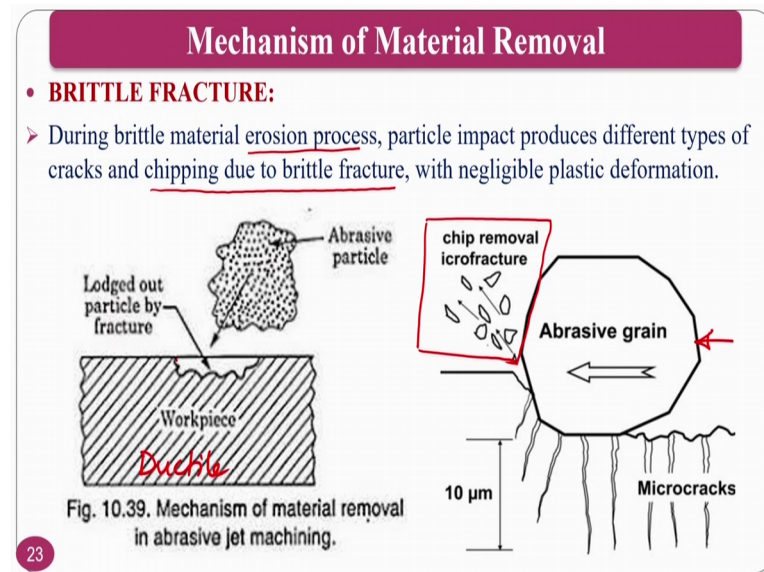 Mechanism of Material Removal
• BRITTLE FRACTURE:
➢ During brittle material erosion process, particle impact produces different types of
cracks and chipping due to brittle fracture, with negligible plastic deformation.
Abrasive
particle
Lodged out
particle by
fracture
Workpiece
Ductile
Fig. 10.39. Mechanism of material removal
in abrasive jet machining.
chip removal
icrofracture
Abrasive grain
10 µm
Microcracks
23